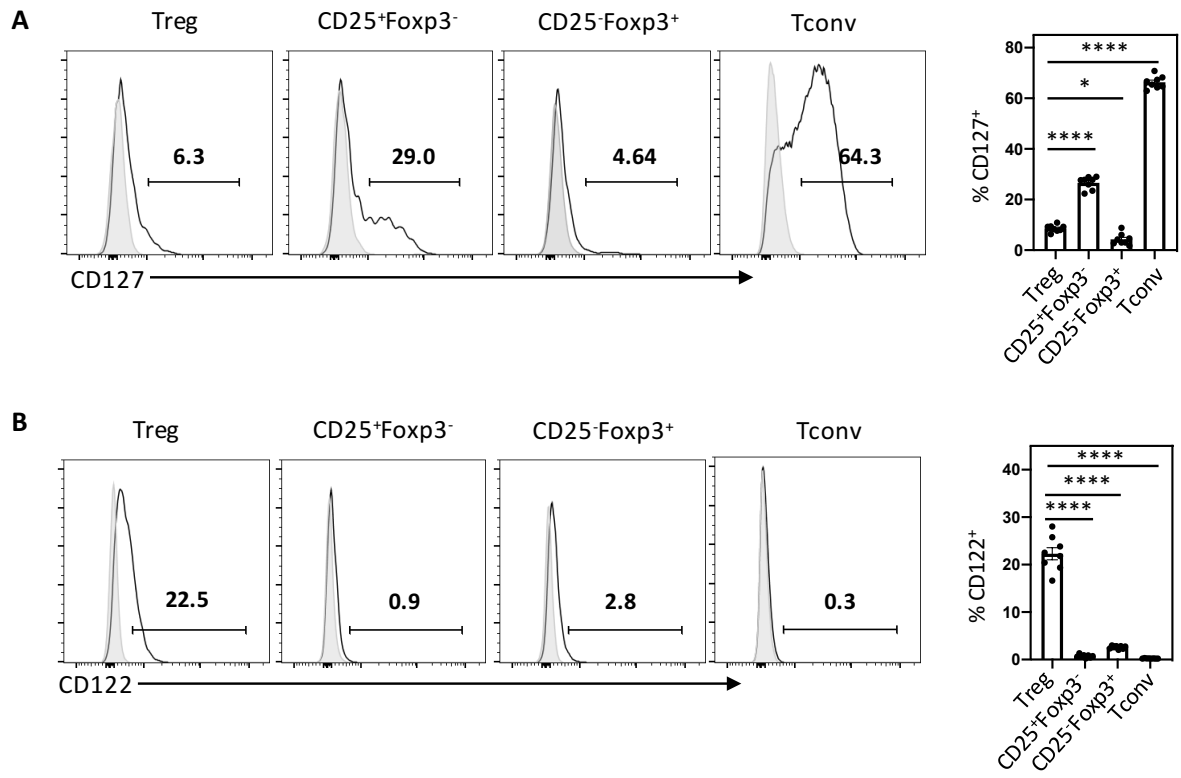 A
Treg
CD25⁺Foxp3⁻
CD25⁻Foxp3⁺
Tconv
6.3
29.0
4.64
64.3
CD127
% CD127⁺
80
60
40
20
0
****
*
****
Treg
CD25⁺Foxp3⁻
CD25⁻Foxp3⁺
Tconv
B
Treg
CD25⁺Foxp3⁻
CD25⁻Foxp3⁺
Tconv
22.5
0.9
2.8
0.3
CD122
% CD122⁺
40
30
20
10
0
****
****
****
Treg
CD25⁺Foxp3⁻
CD25⁻Foxp3⁺
Tconv